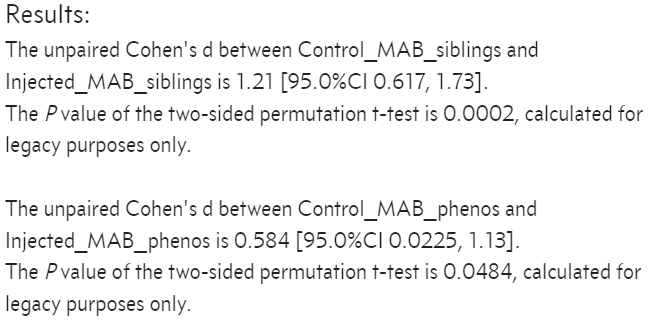 Results:
The unpaired Cohen's d between Control_MAB_siblings and
Injected_MAB_siblings is 1.21 [95.0%CI 0.617, 1.73].
The P value of the two-sided permutation t-test is 0.0002, calculated for
legacy purposes only.
The unpaired Cohen's d between Control_MAB_phenos and
Injected_MAB_phenos is 0.584 [95.0%CI 0.0225, 1.13].
The P value of the two-sided permutation t-test is 0.0484, calculated for
legacy purposes only.